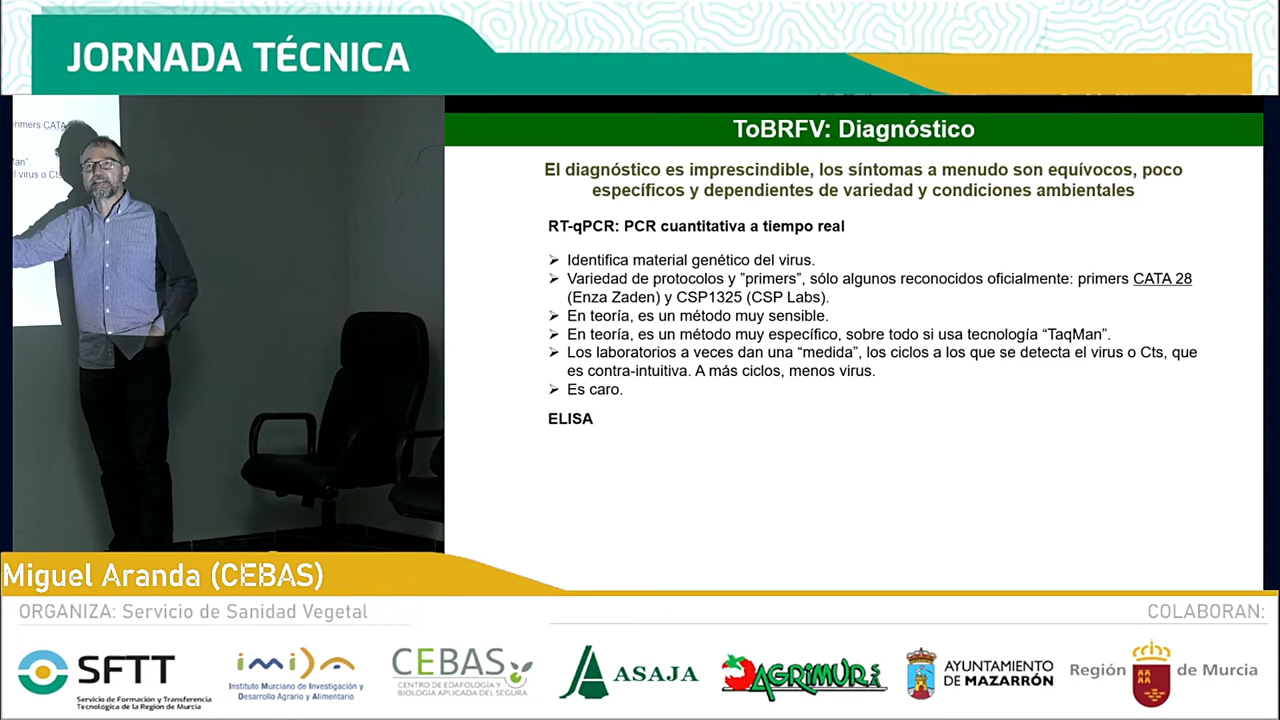 JORNADA TÉCNICA
primers CATA
Man".
l virus o Cts
ToBRFV: Diagnóstico
El diagnóstico es imprescindible, los síntomas a menudo son equívocos, poco
específicos y dependientes de variedad y condiciones ambientales
RT-qPCR: PCR cuantitativa a tiempo real
➢ Identifica material genético del virus.
➢ Variedad de protocolos y ”primers”, sólo algunos reconocidos oficialmente: primers CATA 28
(Enza Zaden) y CSP1325 (CSP Labs).
➢ En teoría, es un método muy sensible.
➢ En teoría, es un método muy específico, sobre todo si usa tecnología “TaqMan”.
➢ Los laboratorios a veces dan una “medida”, los ciclos a los que se detecta el virus o Cts, que
es contra-intuitiva. A más ciclos, menos virus.
➢ Es caro.
ELISA
Miguel Aranda (CEBAS)
ORGANIZA: Servicio de Sanidad Vegetal
COLABORAN:
SFTT
Servicio de Formación y Transferencia
Tecnológica de la Región de Murcia
imida
Instituto Murciano de Investigación y
Desarrollo Agrario y Alimentario
CEBAS
CENTRO DE EDAFOLOGÍA Y
BIOLOGÍA APLICADA DEL SEGURA
ASAJA
AGRIMUR
AYUNTAMIENTO
DE MAZARRÓN
Región de Murcia